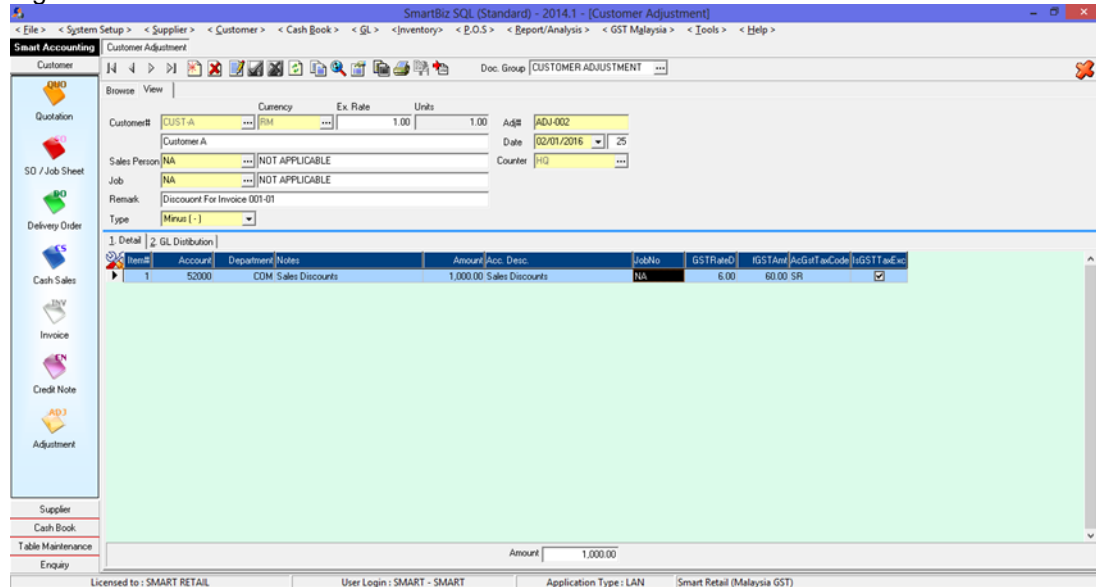 SmartBiz SQL (Standard) - 2014.1 - [Customer Adjustment]
< File > < System Setup > < Supplier > < Customer > < Cash Book > < GL > <Inventory> < P.O.S > < Report/Analysis > < GST Malaysia > < Tools > < Help >
Smart Accounting Customer Adjustment
Customer Doc. Group CUSTOMER ADJUSTMENT ...
Browse View
Currency Ex. Rate Units
Customer# CUST-A ... RM ... 1.00 1.00 Adj# ADJ-002
Customer A Date 02/01/2016 25
Sales Person NA ... NOT APPLICABLE Counter HQ ...
Job NA ... NOT APPLICABLE
Remark Discouont For Invoice 001-01
Type Minus [ - ]
1. Detail 2. GL Distibution
Item# Account Department Notes Amount Acc. Desc. JobNo GSTRateD fGSTAmt AcGstTaxCode IsGSTTaxExc
1 52000 COM Sales Discounts 1,000.00 Sales Discounts NA 6.00 60.00 SR
QUO
Quotation
SO
SO / Job Sheet
DO
Delivery Order
CS
Cash Sales
INV
Invoice
CN
Credit Note
ADJ
Adjustment
Supplier
Cash Book
Table Maintenance
Enquiry
Amount 1,000.00
Licensed to : SMART RETAIL User Login : SMART - SMART Application Type : LAN Smart Retail (Malaysia GST)